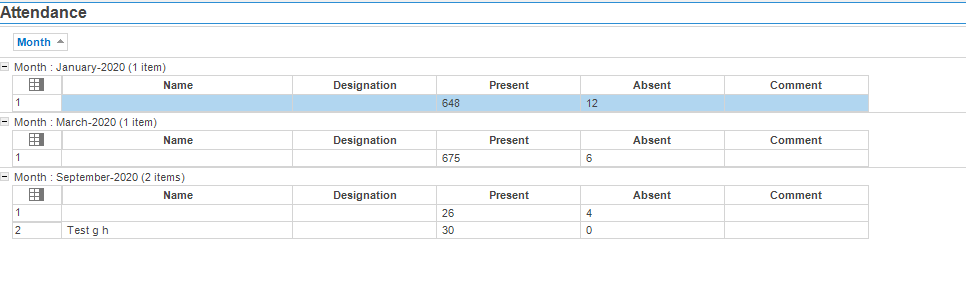 Attendance
Month
Month : January-2020 (1 item)
Name Designation Present Absent Comment
1 648 12
Month : March-2020 (1 item)
Name Designation Present Absent Comment
1 675 6
Month : September-2020 (2 items)
Name Designation Present Absent Comment
1 26 4
2 Test g h 30 0